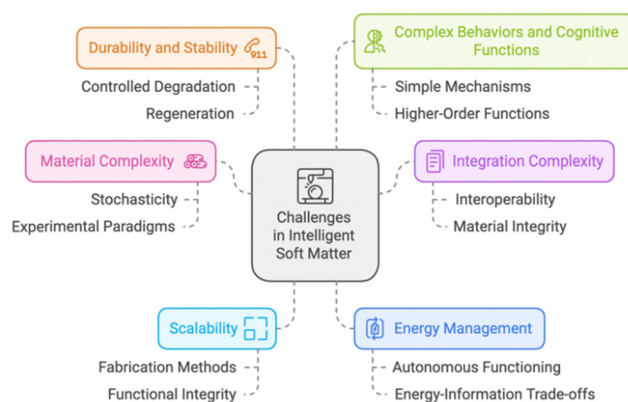 Durability and Stability
911
Controlled Degradation
Regeneration
Complex Behaviors and Cognitive
Functions
Simple Mechanisms
Higher-Order Functions
Material Complexity
Stochasticity
Experimental Paradigms
Challenges
in Intelligent
Soft Matter
Integration Complexity
Interoperability
Material Integrity
Scalability
Fabrication Methods
Functional Integrity
Energy Management
Autonomous Functioning
Energy-Information Trade-offs